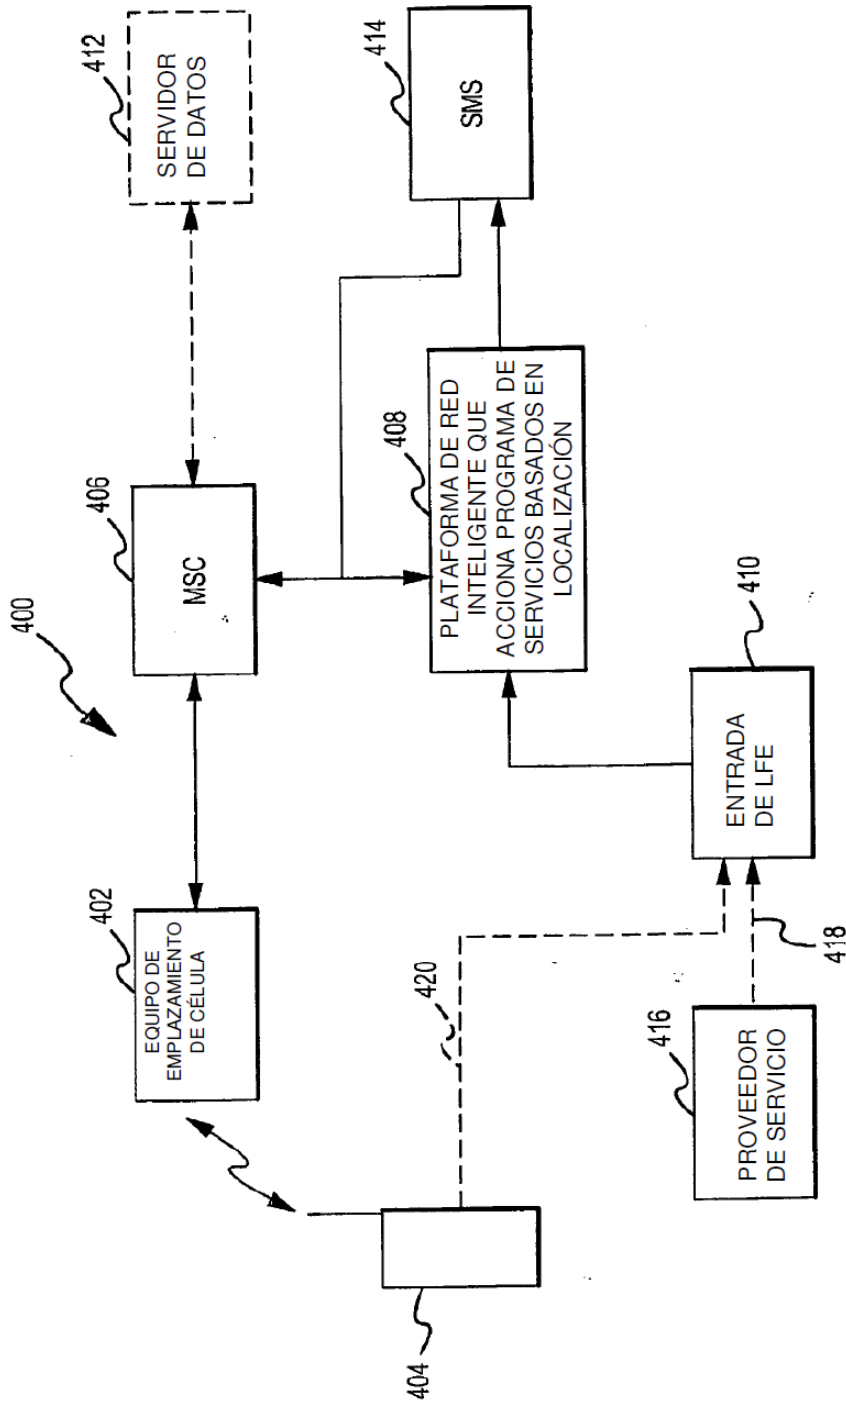 400
402
EQUIPO DE
EMPLAZAMIENTO
DE CÉLULA
406
MSC
412
SERVIDOR
DE DATOS
404
420
408
PLATAFORMA DE RED
INTELIGENTE QUE
ACCIONA PROGRAMA DE
SERVICIOS BASADOS EN
LOCALIZACIÓN
414
SMS
416
PROVEEDOR
DE SERVICIO
418
410
ENTRADA
DE LFE